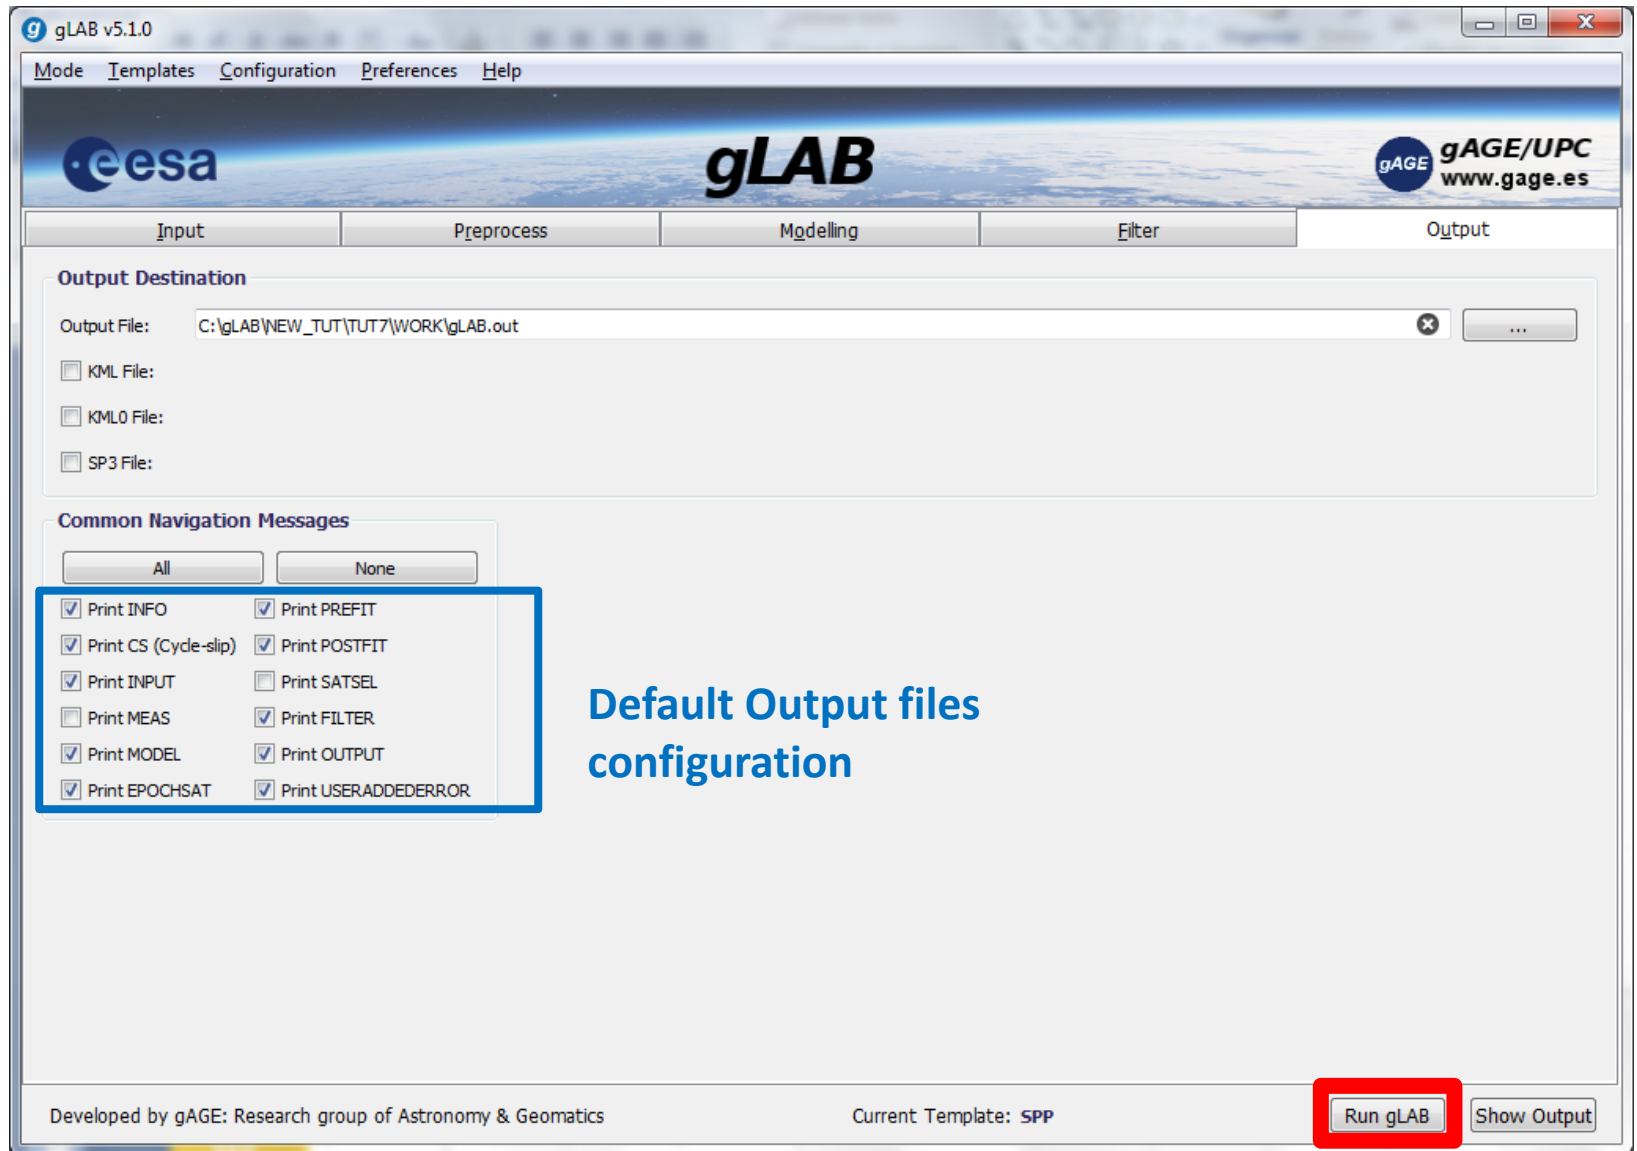 gLAB v5.1.0
Mode Templates Configuration Preferences Help
esa
gLAB
gAGE
gAGE/UPC
www.gage.es
Input Preprocess Modelling Filter Output
Output Destination
Output File: C:\gLAB\NEW_TUT\TUT7\WORK\gLAB.out ...
KML File:
KML0 File:
SP3 File:
Common Navigation Messages
All None
Print INFO Print PREFIT
Print CS (Cycle-slip) Print POSTFIT
Print INPUT Print SATSEL
Print MEAS Print FILTER
Print MODEL Print OUTPUT
Print EPOCHSAT Print USERADDEDERROR
Default Output files
configuration
Developed by gAGE: Research group of Astronomy & Geomatics Current Template: SPP Run gLAB Show Output